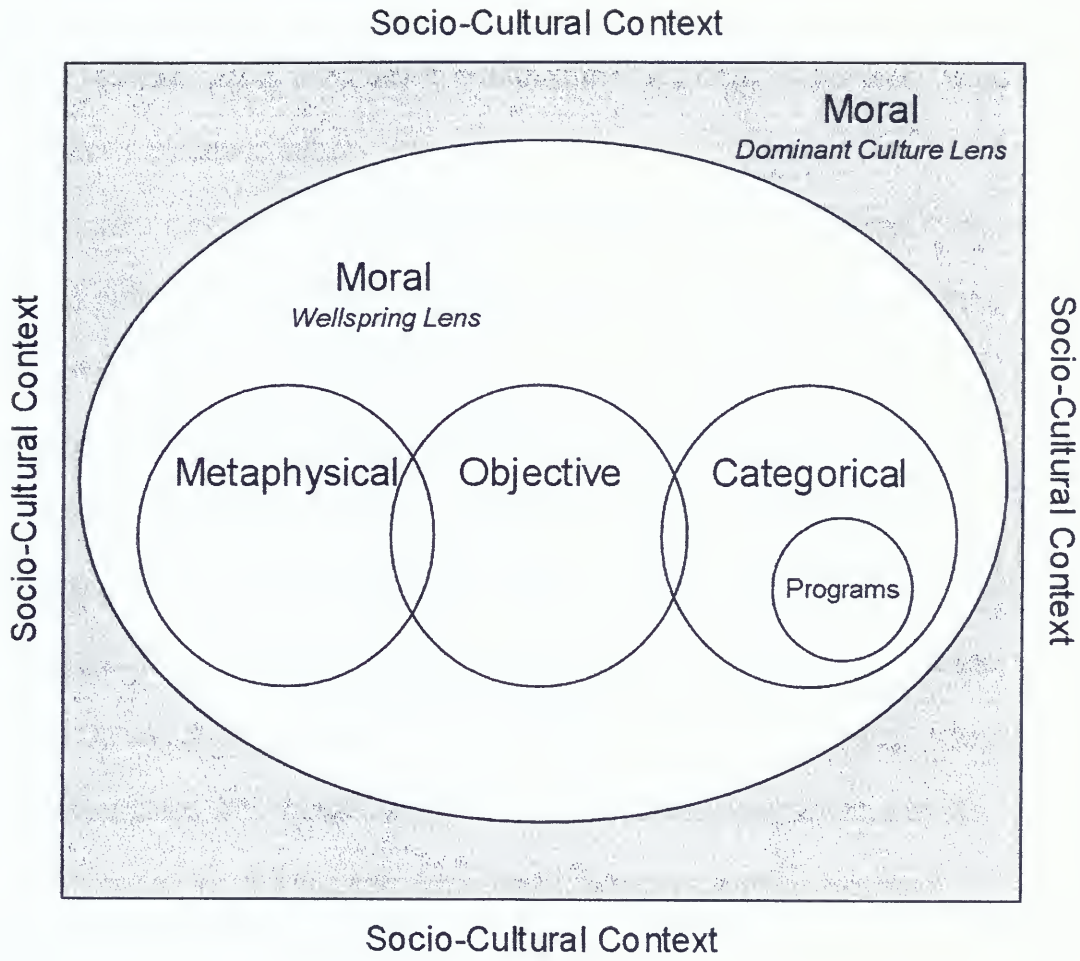 Socio-Cultural Context
Moral
Dominant Culture Lens
Moral
Wellspring Lens
Socio-Cultural Context
Socio-Cultural Context
Metaphysical
Objective
Categorical
Programs
Socio-Cultural Context